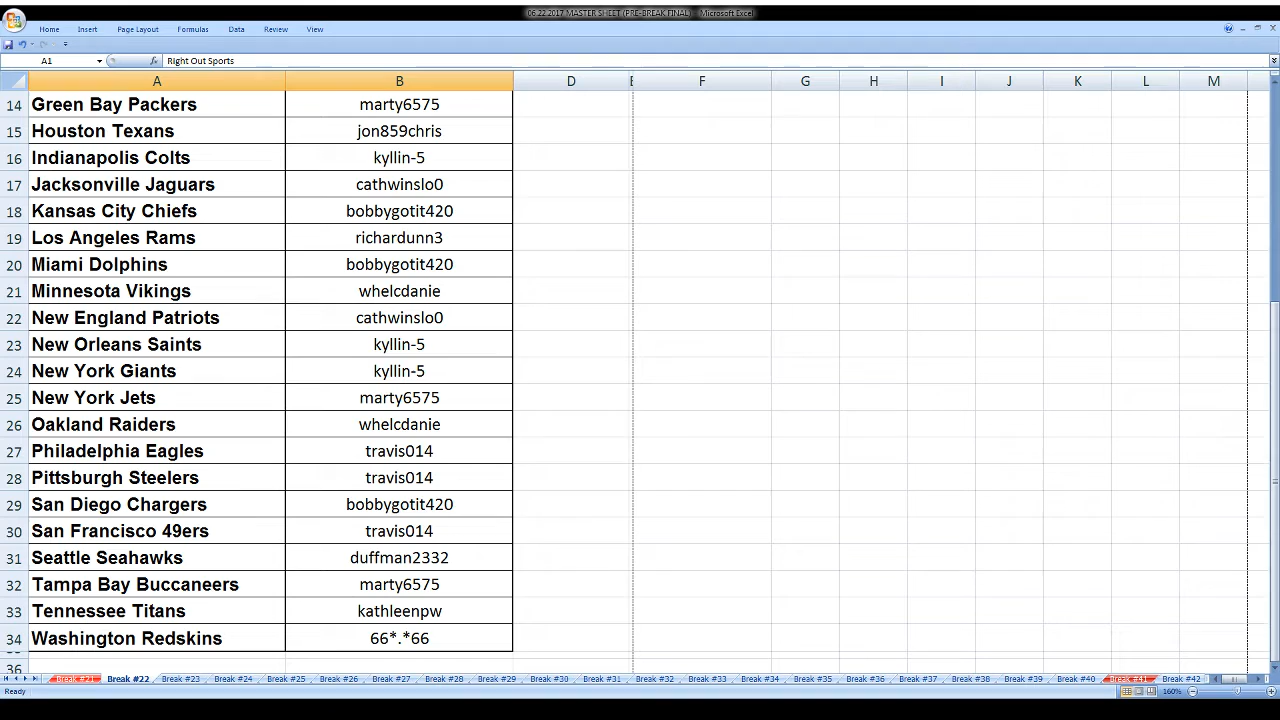 06.22.2017 MASTER SHEET (PRE-BREAK FINAL) - Microsoft Excel
Home Insert Page Layout Formulas Data Review View
A1 fx Right Out Sports
A B D E F G H I J K L M
14 Green Bay Packers marty6575
15 Houston Texans jon859chris
16 Indianapolis Colts kyllin-5
17 Jacksonville Jaguars cathwinslo0
18 Kansas City Chiefs bobbygotit420
19 Los Angeles Rams richardunn3
20 Miami Dolphins bobbygotit420
21 Minnesota Vikings whelcdanie
22 New England Patriots cathwinslo0
23 New Orleans Saints kyllin-5
24 New York Giants kyllin-5
25 New York Jets marty6575
26 Oakland Raiders whelcdanie
27 Philadelphia Eagles travis014
28 Pittsburgh Steelers travis014
29 San Diego Chargers bobbygotit420
30 San Francisco 49ers travis014
31 Seattle Seahawks duffman2332
32 Tampa Bay Buccaneers marty6575
33 Tennessee Titans kathleenpw
34 Washington Redskins 66*.*66
36
Break #21 Break #22 Break #23 Break #24 Break #25 Break #26 Break #27 Break #28 Break #29 Break #30 Break #31 Break #32 Break #33 Break #34 Break #35 Break #36 Break #37 Break #38 Break #39 Break #40 Break #41 Break #42
Ready 160%